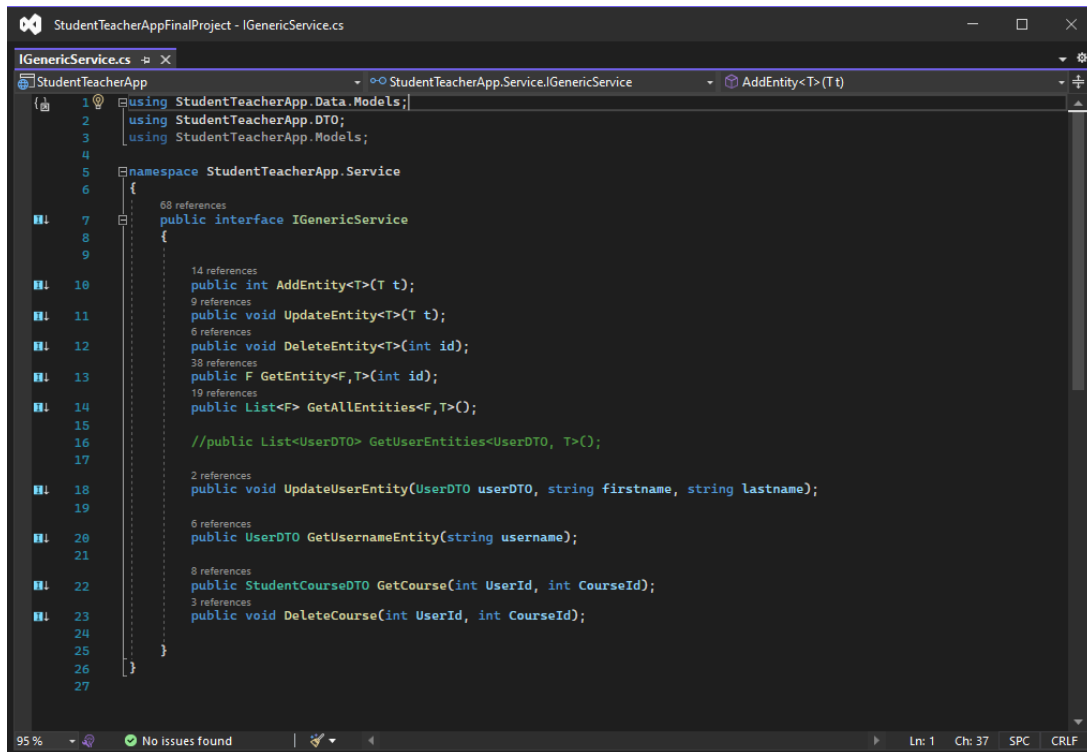 StudentTeacherAppFinalProject - IGenericService.cs
IGenericService.cs
StudentTeacherApp StudentTeacherApp.Service.IGenericService AddEntity<T>(T t)
1 using StudentTeacherApp.Data.Models;
2 using StudentTeacherApp.DTO;
3 using StudentTeacherApp.Models;
4
5 namespace StudentTeacherApp.Service
6 {
68 references
7 public interface IGenericService
8 {
9
14 references
10 public int AddEntity<T>(T t);
9 references
11 public void UpdateEntity<T>(T t);
6 references
12 public void DeleteEntity<T>(int id);
38 references
13 public F GetEntity<F,T>(int id);
19 references
14 public List<F> GetAllEntities<F,T>();
15
16 //public List<UserDTO> GetUserEntities<UserDTO, T>();
17
2 references
18 public void UpdateUserEntity(UserDTO userDTO, string firstname, string lastname);
19
6 references
20 public UserDTO GetUsernameEntity(string username);
21
8 references
22 public StudentCourseDTO GetCourse(int UserId, int CourseId);
3 references
23 public void DeleteCourse(int UserId, int CourseId);
24
25 }
26 }
27
95 % No issues found Ln: 1 Ch: 37 SPC CRLF